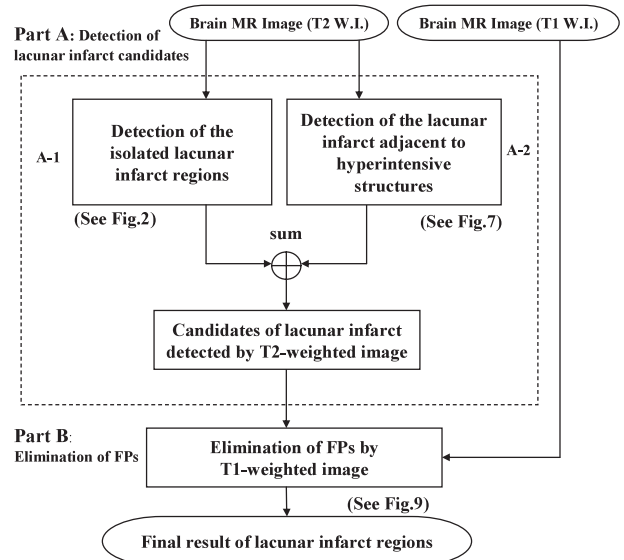 Brain MR Image (T2 W.I.)
Brain MR Image (T1 W.I.)
Part A: Detection of
lacunar infarct candidates
A-1
Detection of the
isolated lacunar
infarct regions
Detection of the lacunar
infarct adjacent to
hyperintensive
structures
A-2
(See Fig.2)
(See Fig.7)
sum
Candidates of lacunar infarct
detected by T2-weighted image
Part B:
Elimination of FPs
Elimination of FPs by
T1-weighted image
(See Fig.9)
Final result of lacunar infarct regions